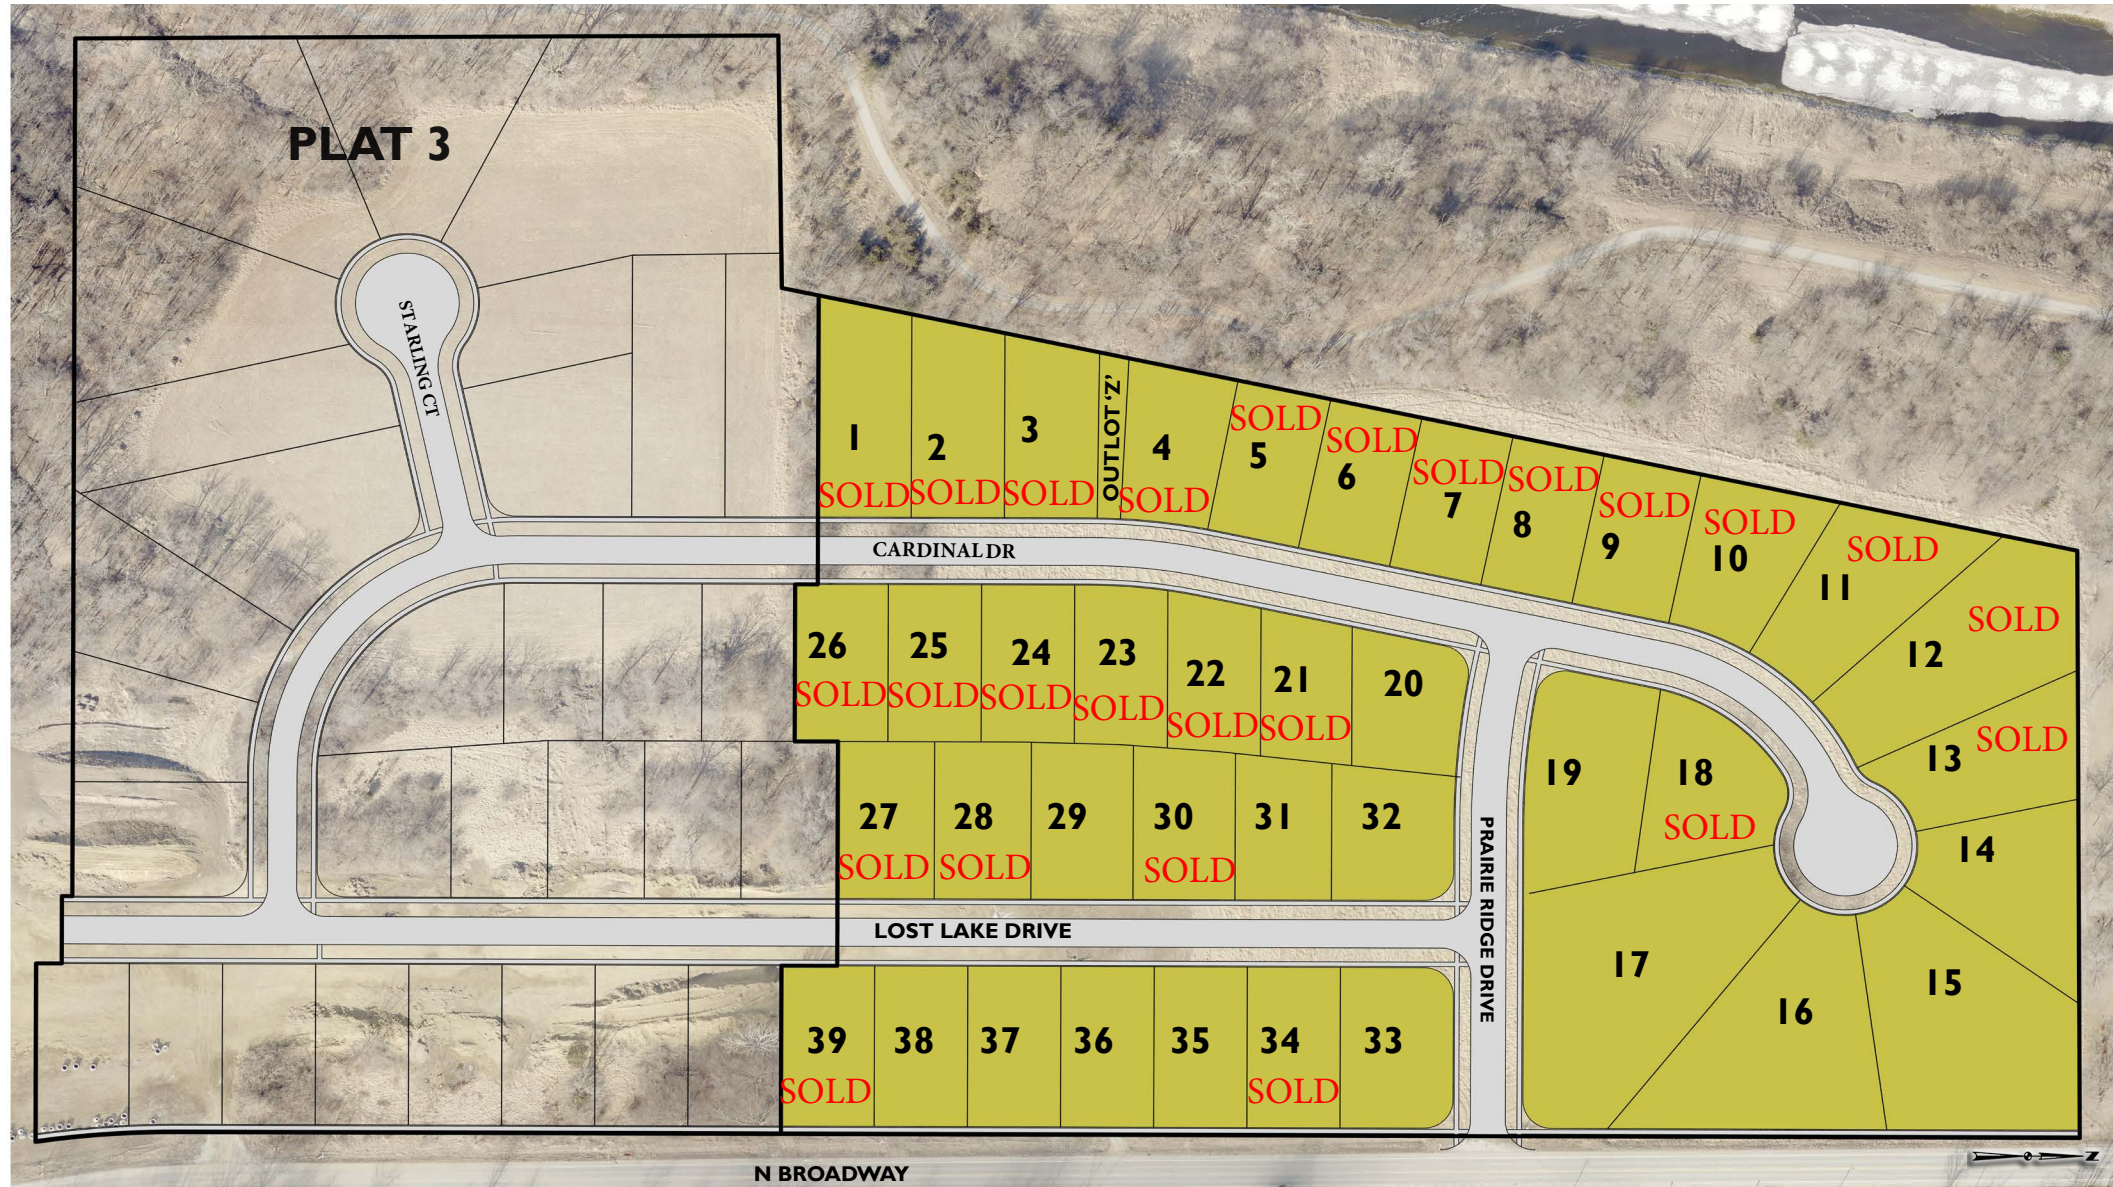 PLAT 3
STARLING CT
1
SOLD
2
SOLD
3
SOLD
OUTLOT 'Z'
4
SOLD
SOLD
5
SOLD
6
SOLD
7
SOLD
8
SOLD
9
SOLD
10
SOLD
11
SOLD
12
SOLD
13
14
15
16
17
18
SOLD
19
CARDINAL DR
26
SOLD
25
SOLD
24
SOLD
23
SOLD
22
SOLD
21
SOLD
20
27
SOLD
28
SOLD
29
30
SOLD
31
32
PRAIRIE RIDGE DRIVE
LOST LAKE DRIVE
39
SOLD
38
37
36
35
34
SOLD
33
N BROADWAY
Z